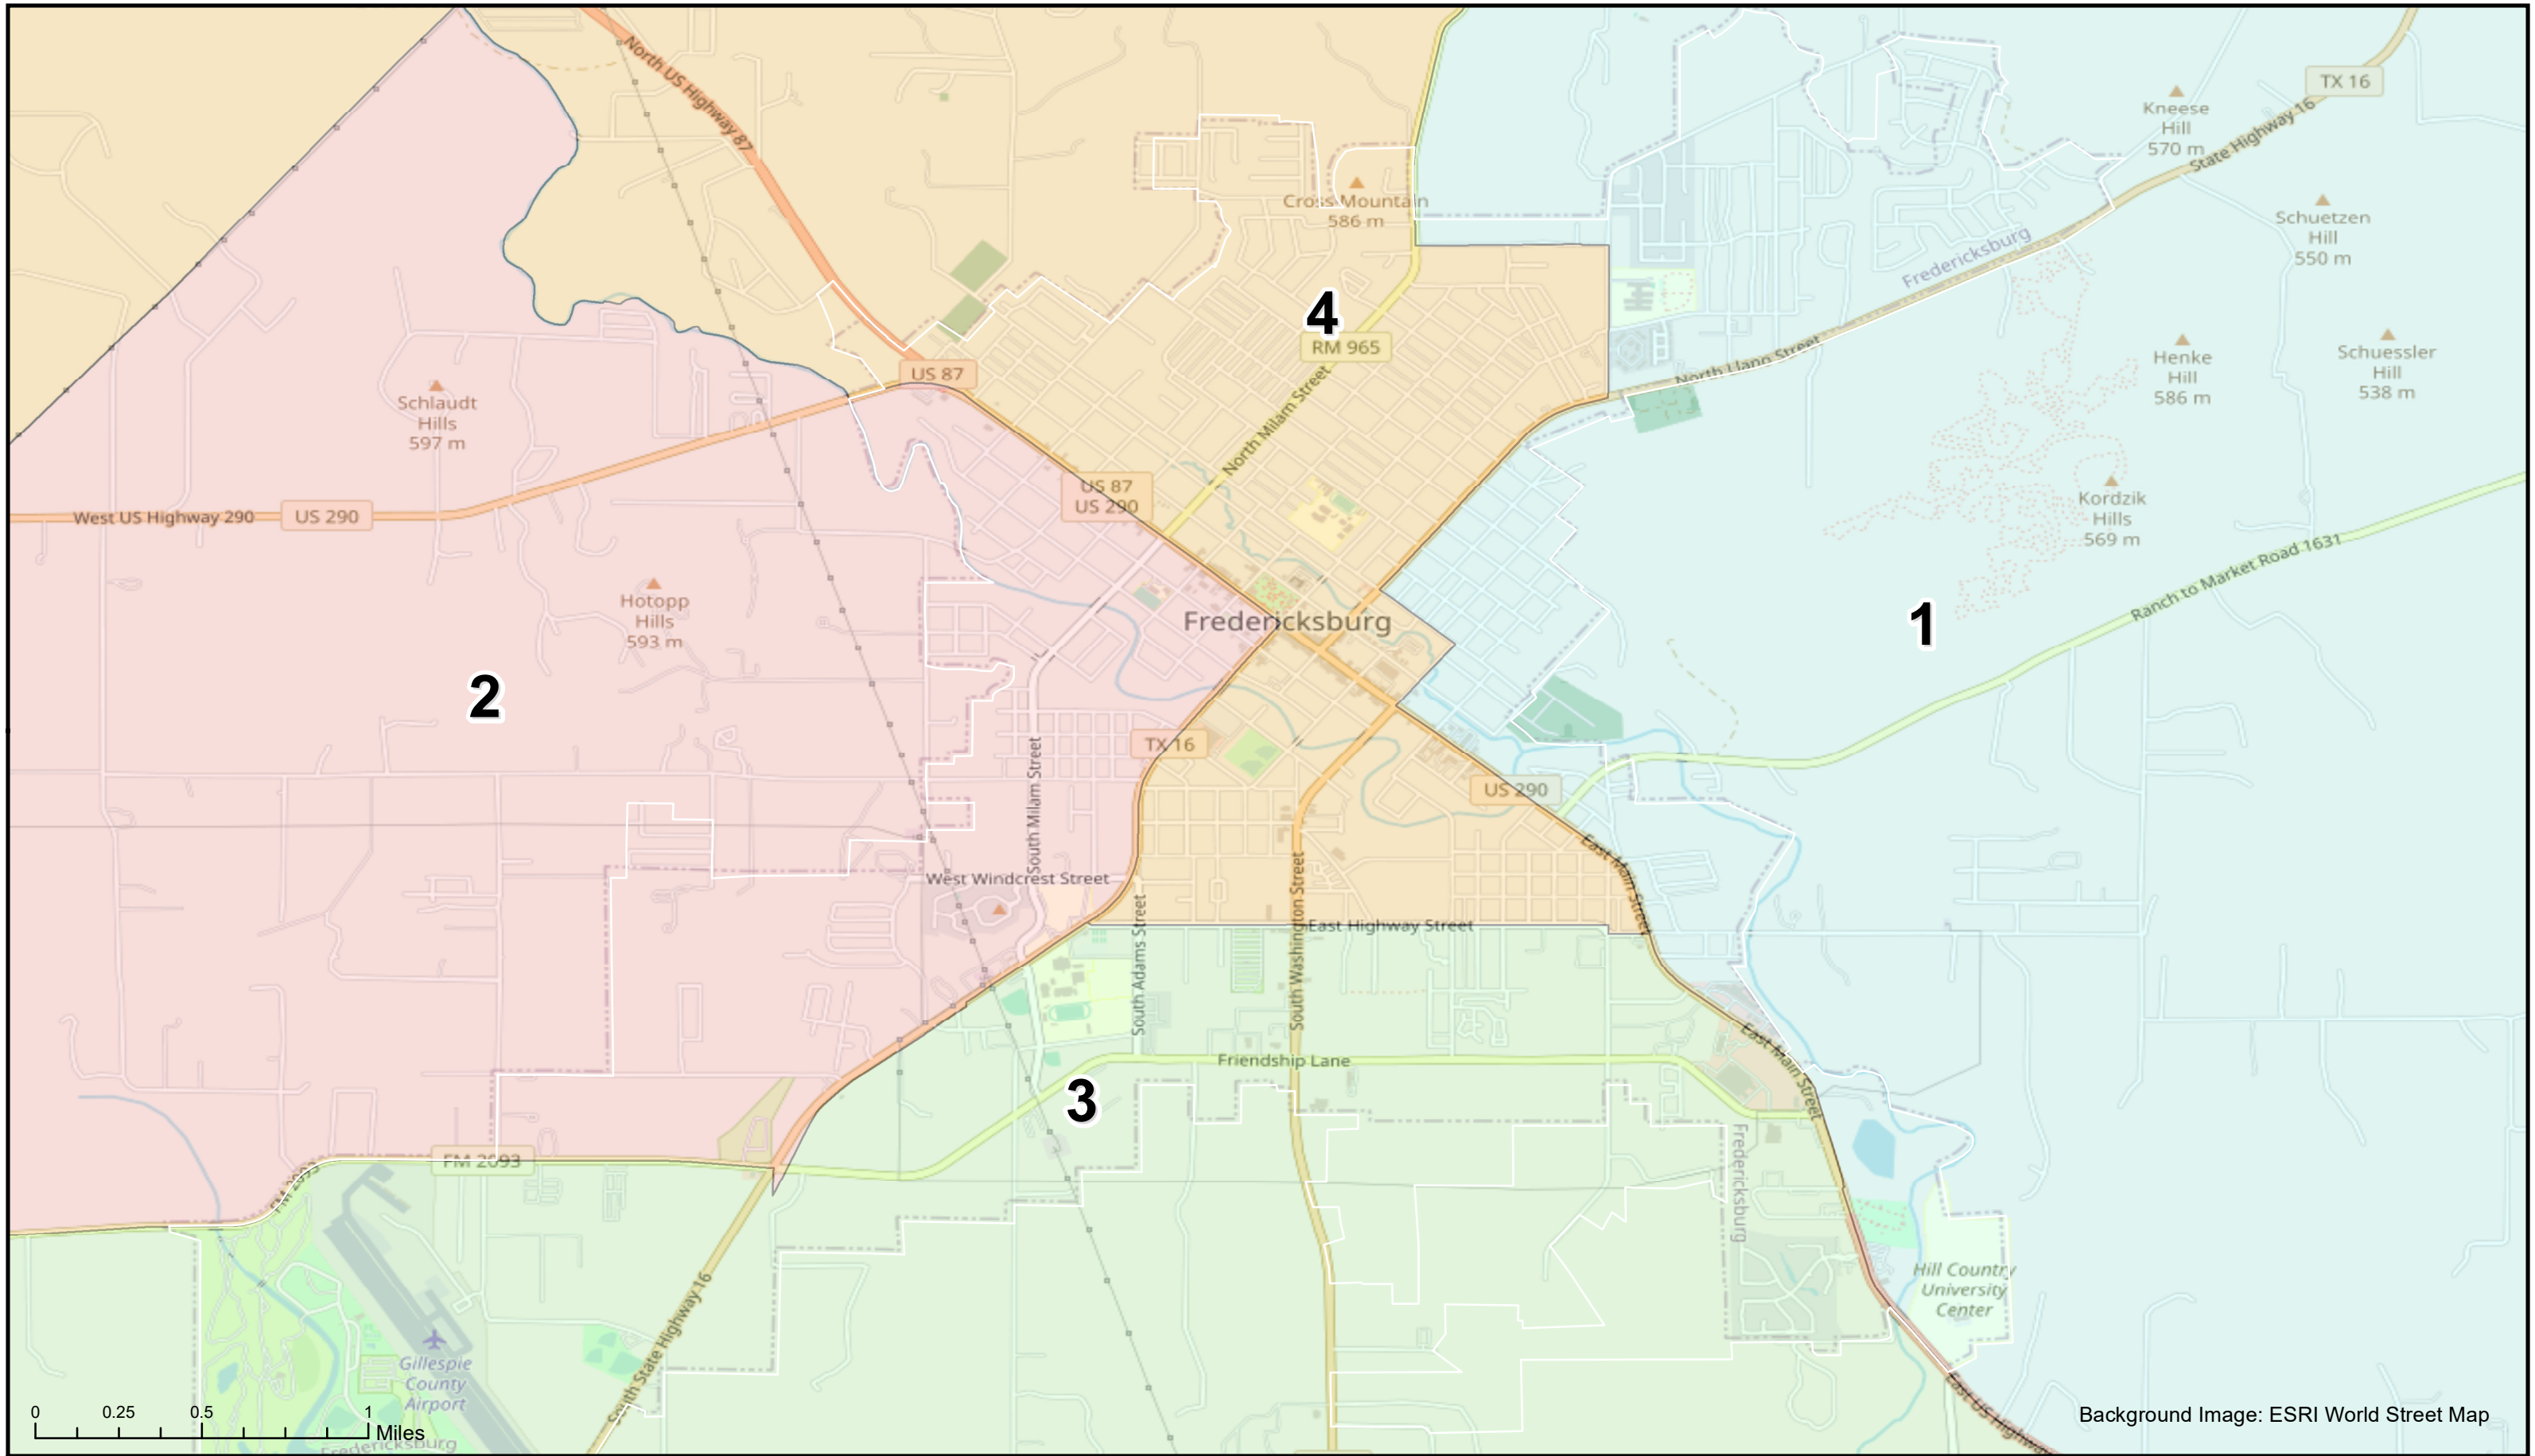 North US Highway 87
TX 16
Kneese
Hill
570 m
State Highway 16
Cross Mountain
586 m
Schuetzen
Hill
550 m
Fredericksburg
4
RM 965
North Llano Street
Henke
Hill
586 m
Schuessler
Hill
538 m
US 87
Schlaudt
Hills
597 m
North Milam Street
US 87
US 290
West US Highway 290
US 290
Kordzik
Hills
569 m
Ranch to Market Road 1631
Hotopp
Hills
593 m
Fredericksburg
1
2
TX 16
US 290
South Milam Street
East Main Street
West Windcrest Street
South Adams Street
South Washington Street
East Highway Street
East Main Street
Friendship Lane
3
FM 2093
FM 2093
Fredericksburg
Hill Country
University
Center
South State Highway 16
Gillespie
County
Airport
East US Highway
0 0.25 0.5 1
Miles
Background Image: ESRI World Street Map
Fredericksburg